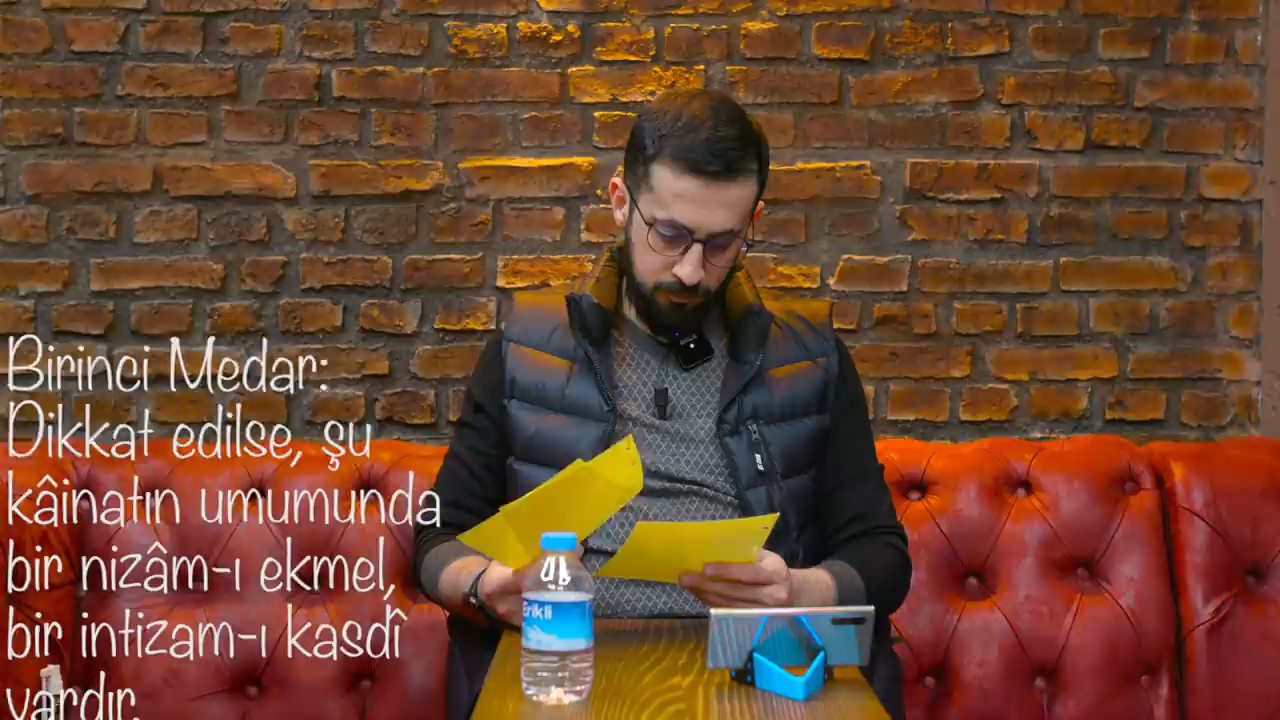 Birinci Medar:
Dikkat edilse, şu
kâinatın umumunda
bir nizâm-ı ekmel,
bir intizam-ı kasdî
vardır.
Erikli